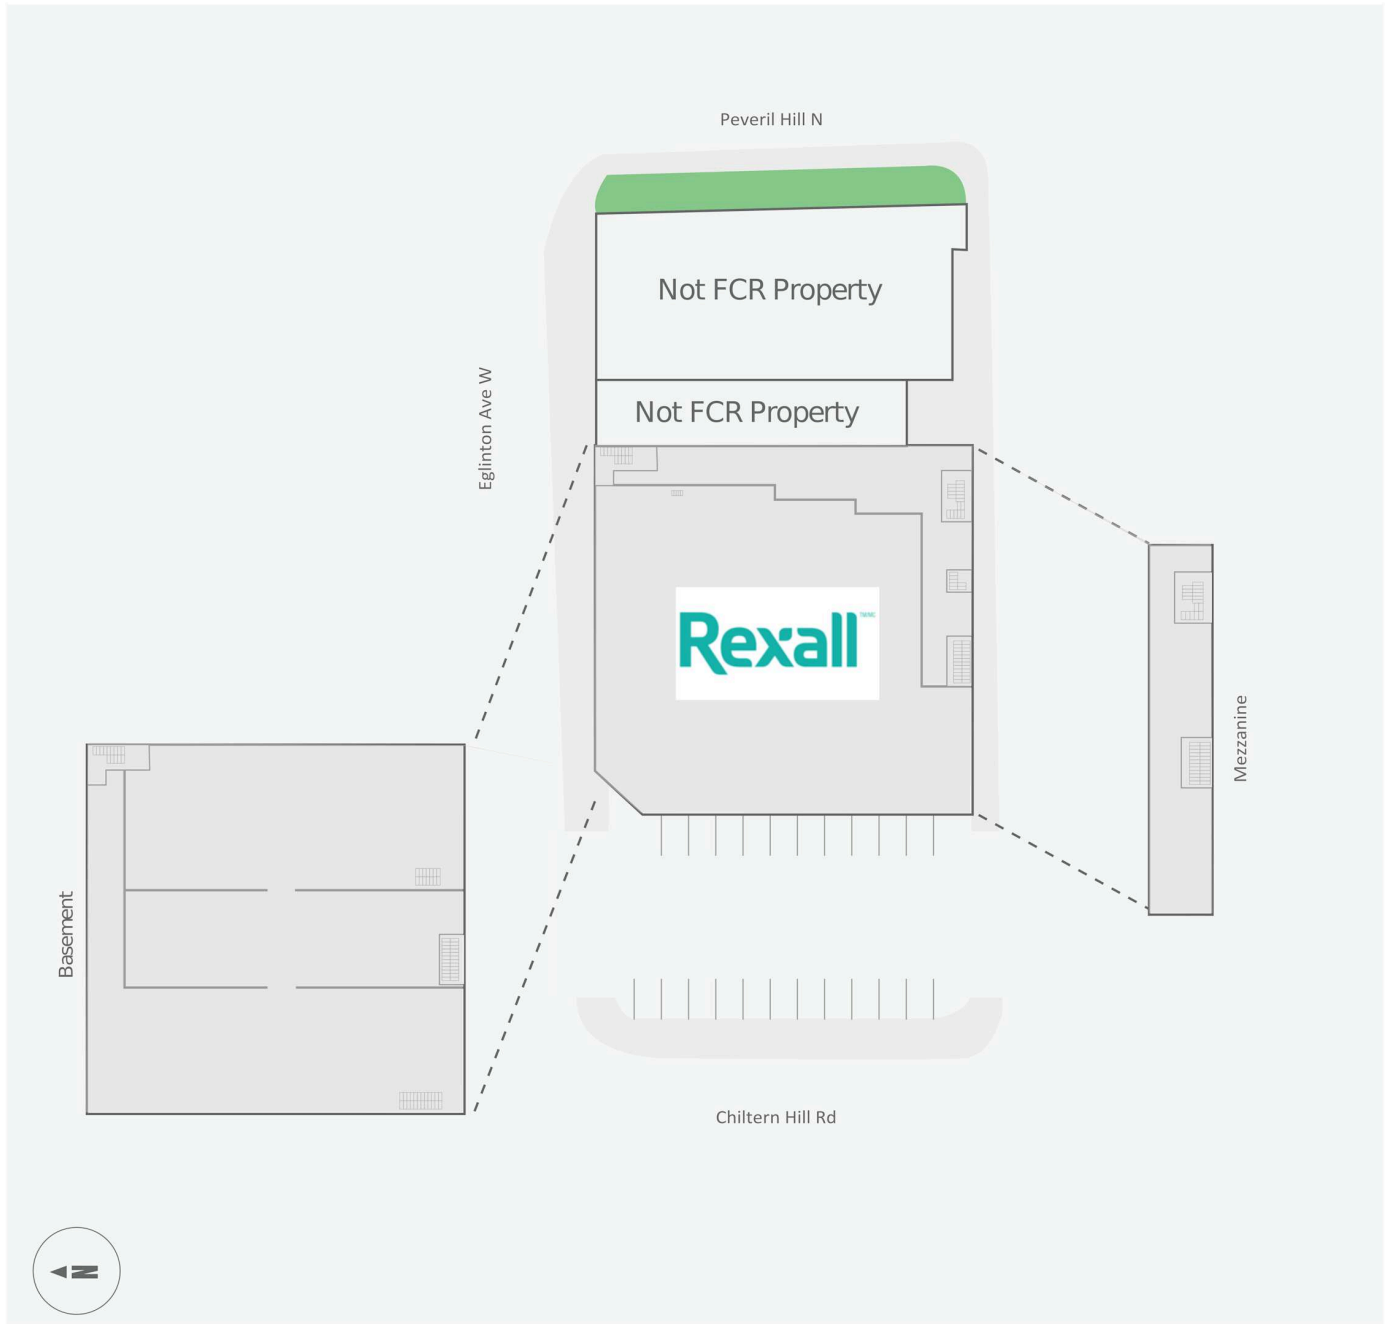 Peveril Hill N
Not FCR Property
Eglinton Ave W
Not FCR Property
Rexall
Mezzanine
Basement
Chiltern Hill Rd
N